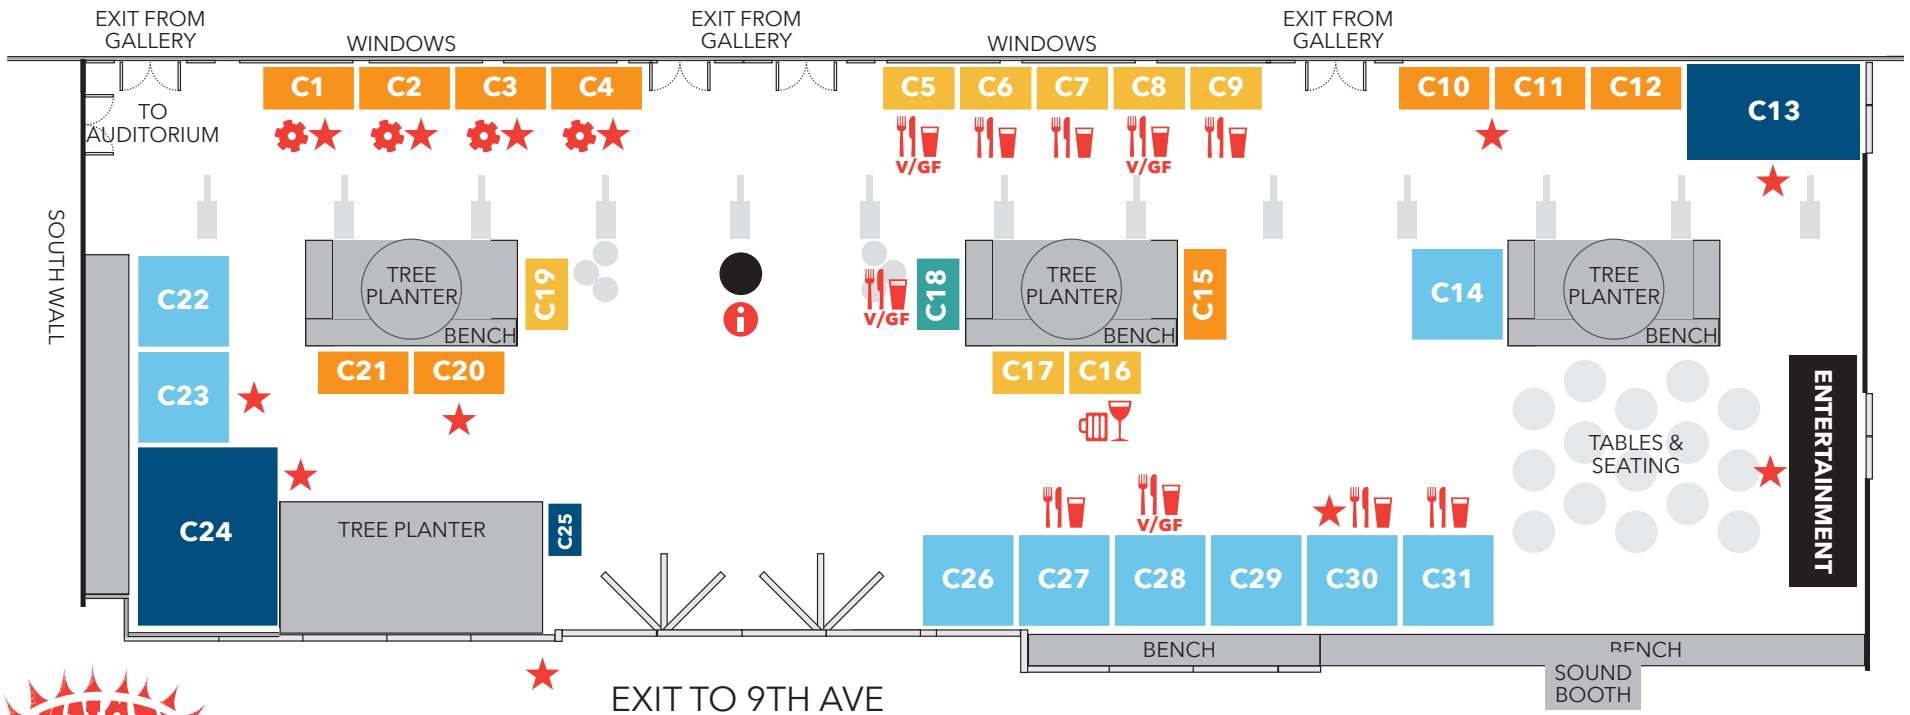 EXIT FROM
GALLERY
WINDOWS
EXIT FROM
GALLERY
WINDOWS
EXIT FROM
GALLERY
C1
C2
C3
C4
C5
C6
C7
C8
C9
C10
C11
C12
C13
TO
AUDITORIUM
V/GF
V/GF
SOUTH WALL
C22
TREE
PLANTER
BENCH
C19
i
V/GF
C18
TREE
PLANTER
BENCH
C15
C14
TREE
PLANTER
BENCH
C23
C21
C20
C17
C16
TABLES &
SEATING
ENTERTAINMENT
C24
TREE PLANTER
C25
V/GF
C26
C27
C28
C29
C30
C31
BENCH
BENCH
SOUND
BOOTH
EXIT TO 9TH AVE